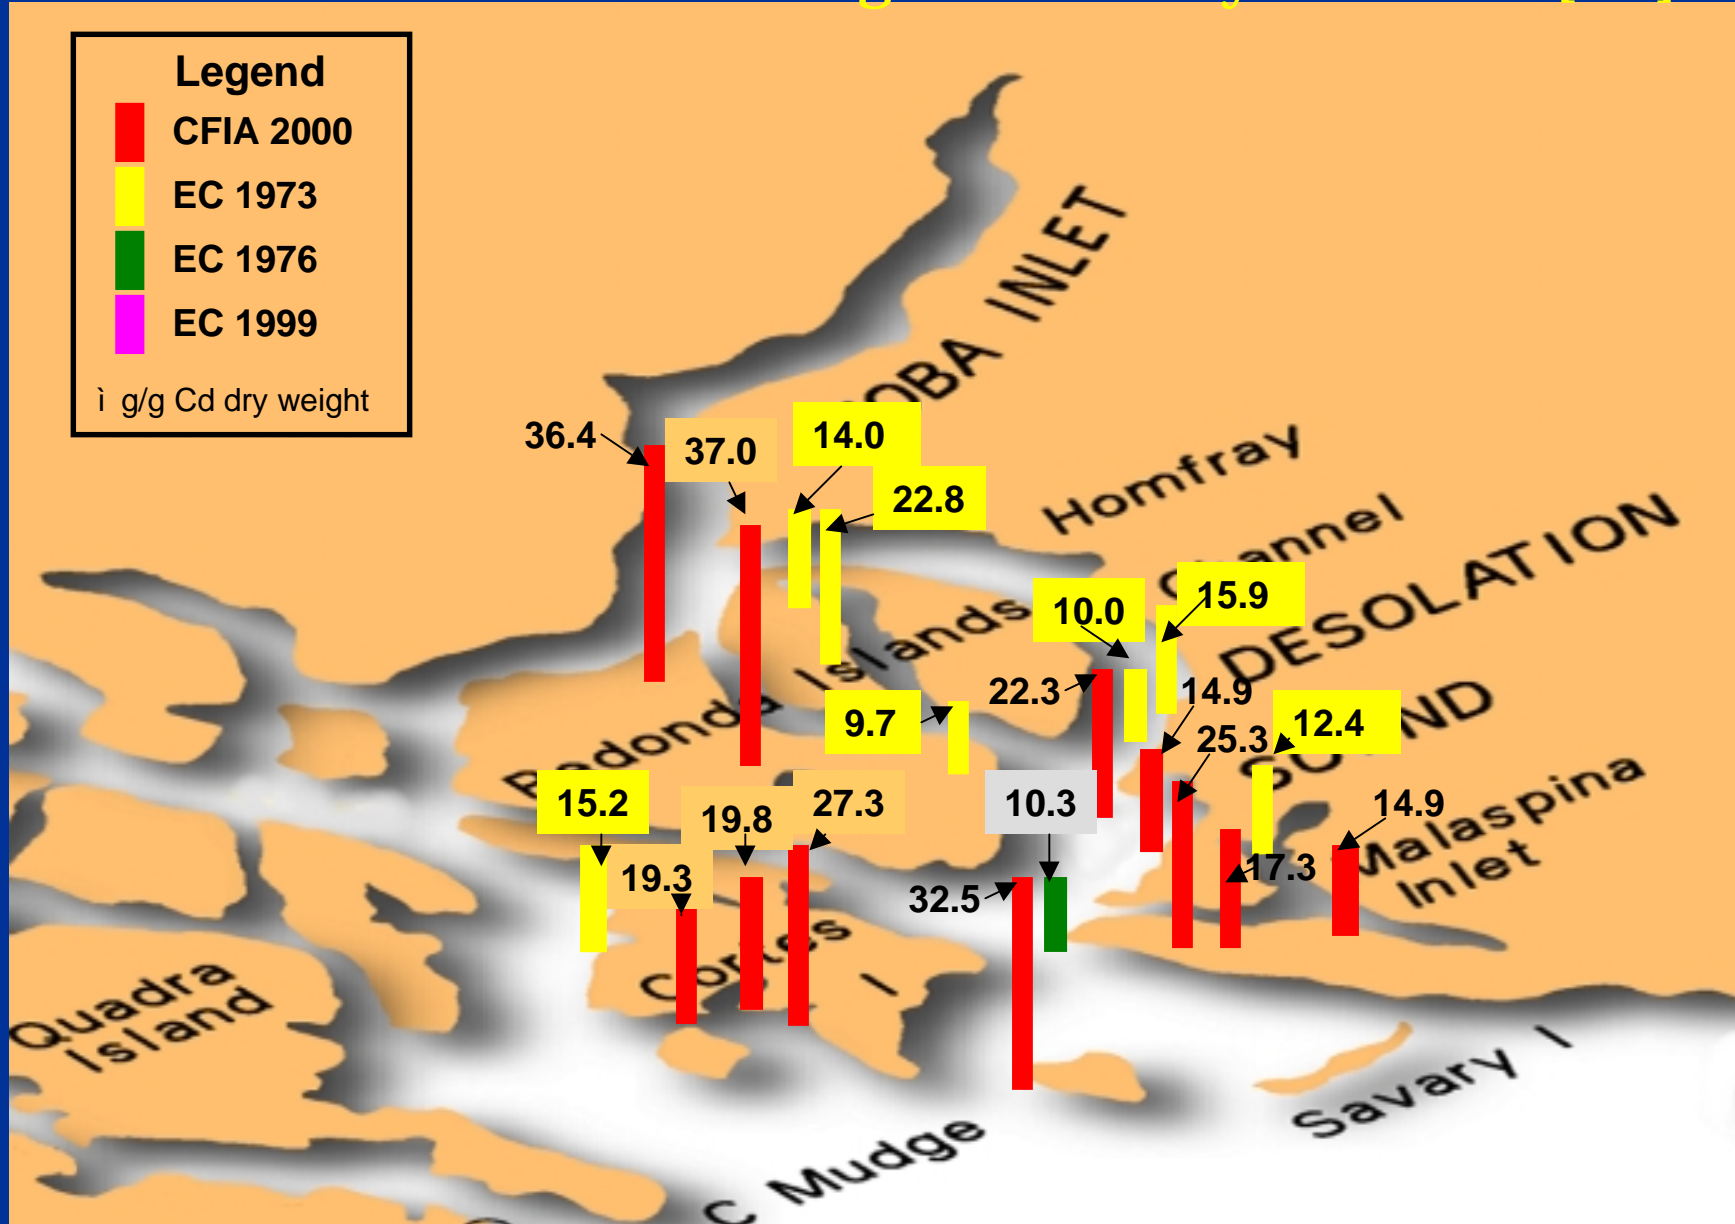 Legend
CFIA 2000
EC 1973
EC 1976
EC 1999
ì g/g Cd dry weight
INLET
36.4
37.0
14.0
22.8
Homfray
DESOLATION
10.0
15.9
Redonda Islands
22.3
14.9
9.7
25.3
12.4
15.2
19.8
27.3
10.3
14.9
Malaspina
Inlet
17.3
19.3
32.5
Cortes
I
Quadra
Island
Savary I
C Mudge